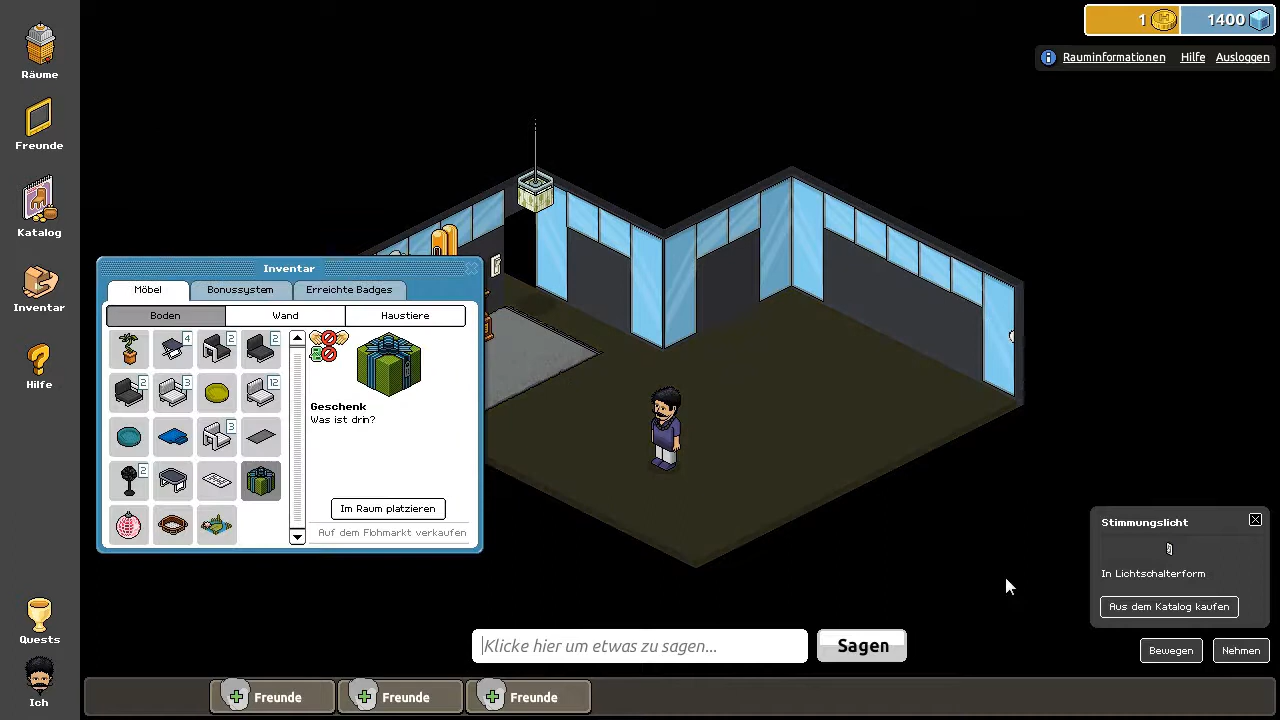 1
1400
Rauminformationen
Hilfe
Ausloggen
Räume
Freunde
Katalog
Inventar
Hilfe
Quests
Ich
Inventar
Möbel
Bonussystem
Erreichte Badges
Boden
Wand
Haustiere
4
2
2
2
3
12
3
2
Geschenk
Was ist drin?
Im Raum platzieren
Auf dem Flohmarkt verkaufen
Stimmungslicht
In Lichtschalterform
Aus dem Katalog kaufen
Bewegen
Nehmen
Klicke hier um etwas zu sagen...
Sagen
Freunde
Freunde
Freunde